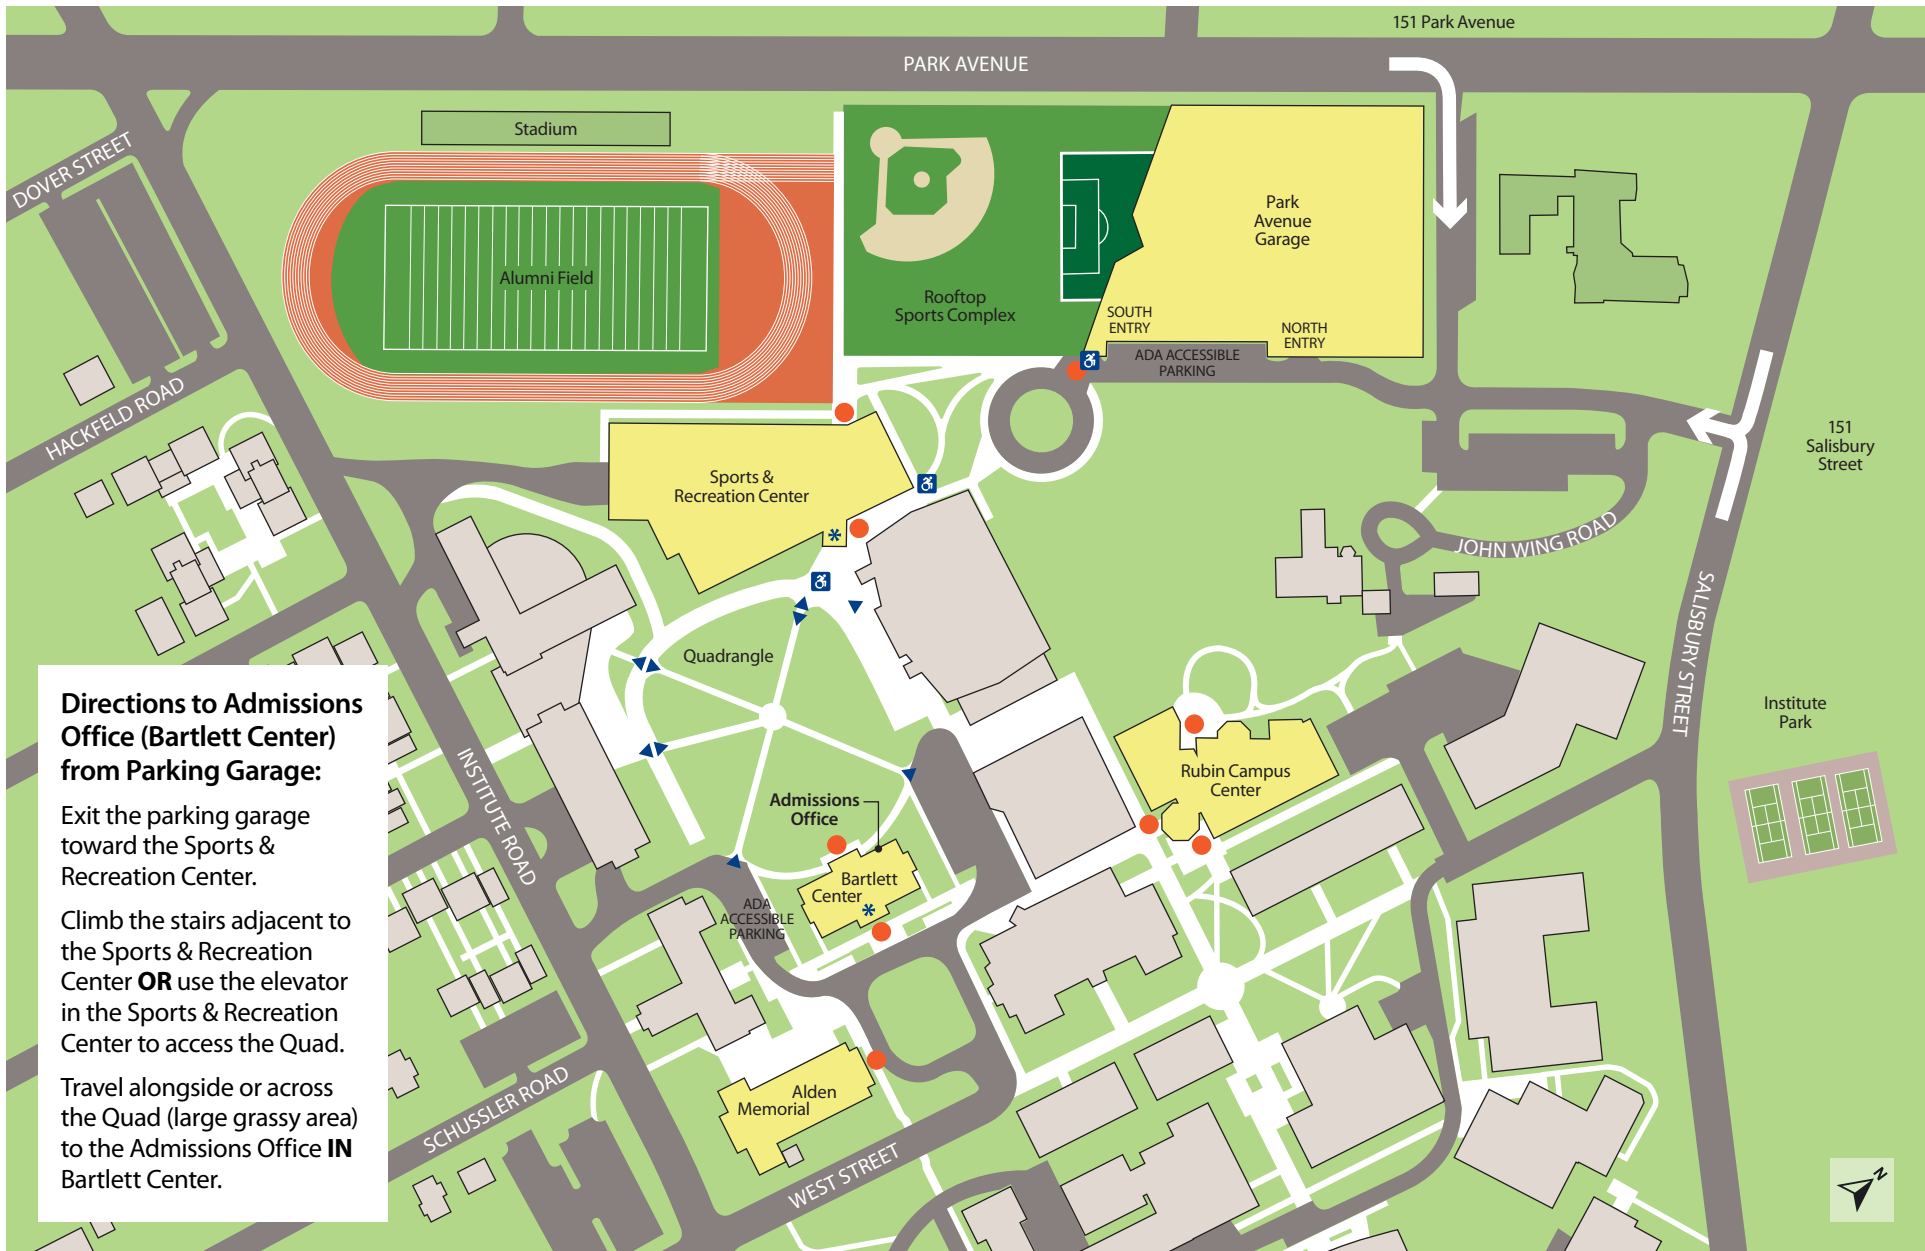 151 Park Avenue
PARK AVENUE
Stadium
DOVER STREET
Park
Avenue
Garage
Alumni Field
Rooftop
Sports Complex
SOUTH
ENTRY
NORTH
ENTRY
ADA ACCESSIBLE
PARKING
HACKFELD ROAD
151
Salisbury
Street
Sports &
Recreation Center
*
JOHN WING ROAD
SALISBURY STREET
Quadrangle
Institute
Park
Directions to Admissions
Office (Bartlett Center)
from Parking Garage:
Exit the parking garage
toward the Sports &
Recreation Center.
Climb the stairs adjacent to
the Sports & Recreation
Center OR use the elevator
in the Sports & Recreation
Center to access the Quad.
Travel alongside or across
the Quad (large grassy area)
to the Admissions Office IN
Bartlett Center.
INSTITUTE ROAD
Rubin Campus
Center
Admissions
Office
Bartlett
Center
*
ADA
ACCESSIBLE
PARKING
Alden
Memorial
SCHUSSLER ROAD
WEST STREET
N